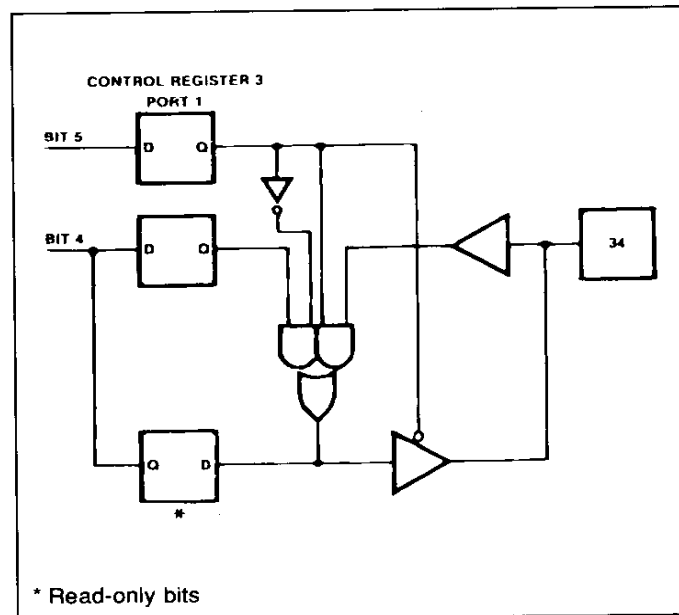 CONTROL REGISTER 3
PORT 1
BIT 5
D Q
BIT 4
D Q
34
Q D
*
* Read-only bits